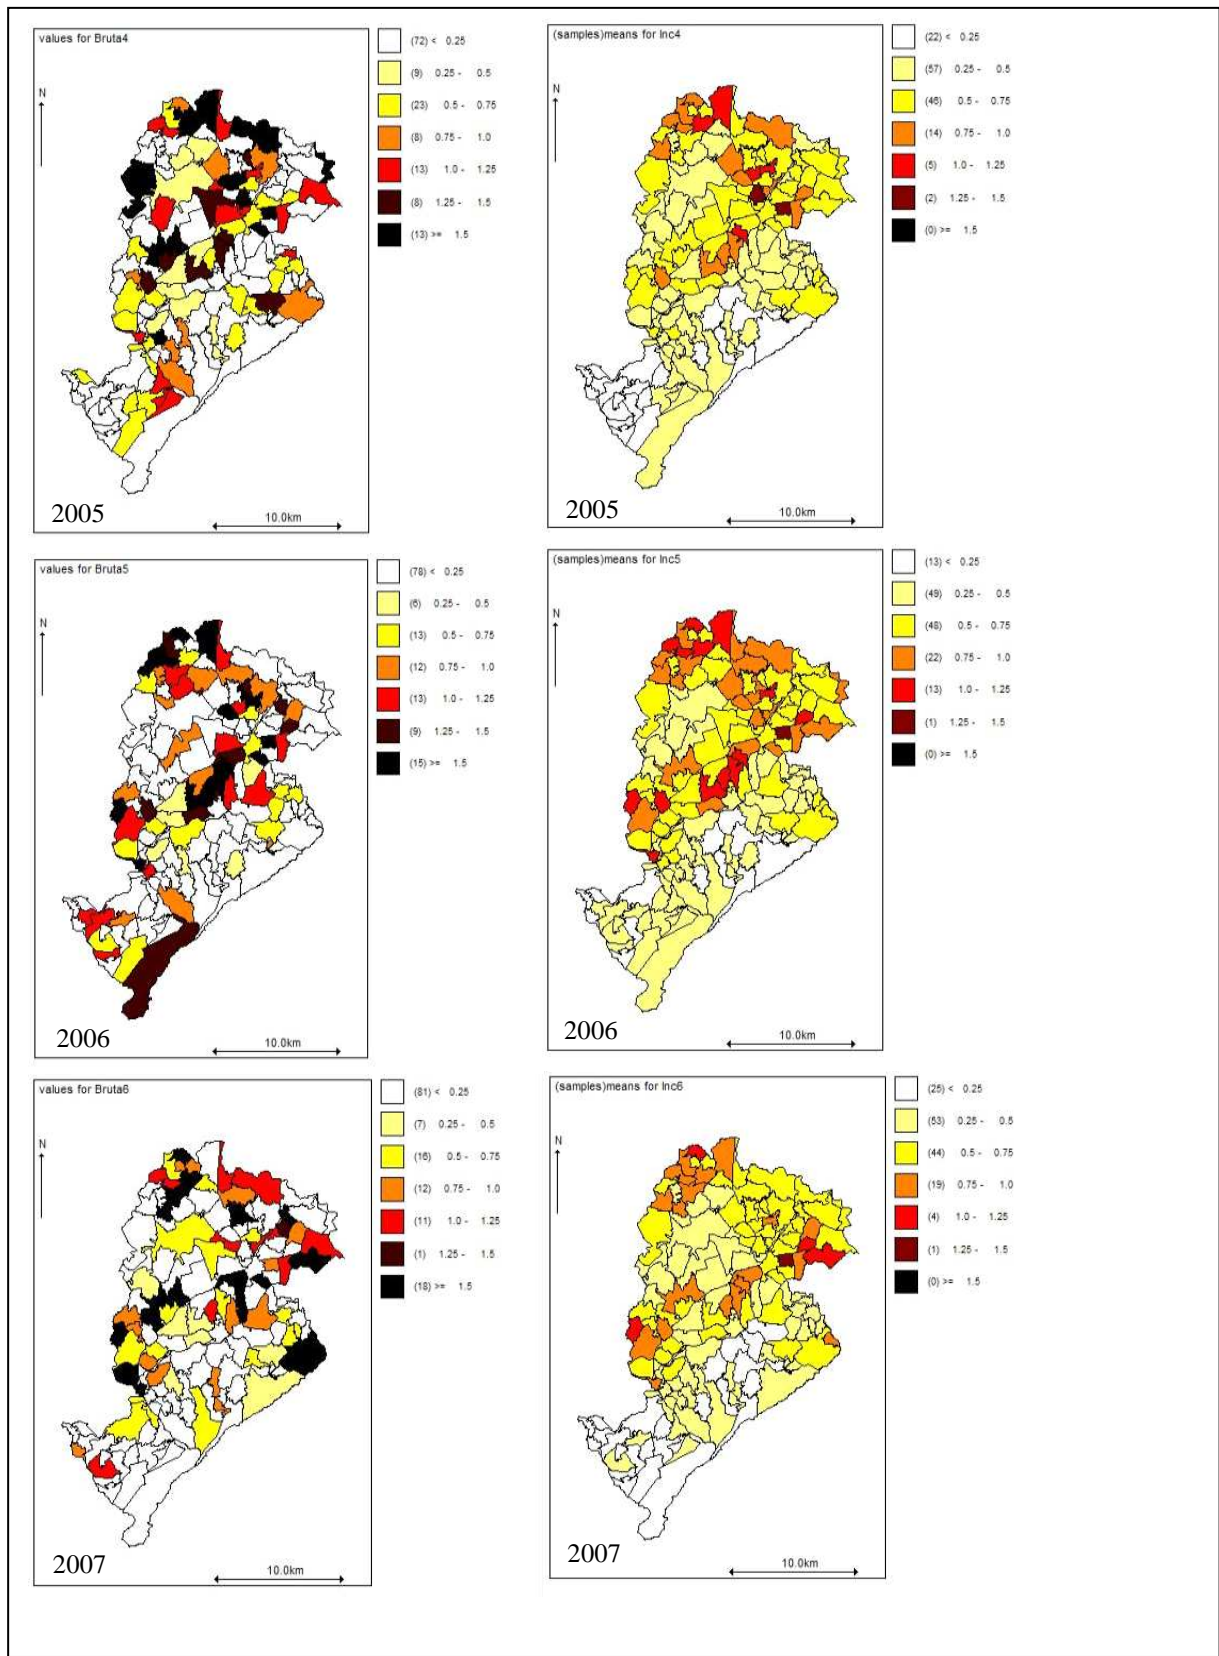 values for Bruta4
(72) < 0.25
(9) 0.25 - 0.5
(23) 0.5 - 0.75
(8) 0.75 - 1.0
(13) 1.0 - 1.25
(8) 1.25 - 1.5
(13) >= 1.5
N
2005
10.0km
(samples)means for Inc4
(22) < 0.25
(57) 0.25 - 0.5
(46) 0.5 - 0.75
(14) 0.75 - 1.0
(5) 1.0 - 1.25
(2) 1.25 - 1.5
(0) >= 1.5
N
2005
10.0km
values for Bruta5
(78) < 0.25
(6) 0.25 - 0.5
(13) 0.5 - 0.75
(12) 0.75 - 1.0
(13) 1.0 - 1.25
(9) 1.25 - 1.5
(15) >= 1.5
N
2006
10.0km
(samples)means for Inc5
(13) < 0.25
(49) 0.25 - 0.5
(48) 0.5 - 0.75
(22) 0.75 - 1.0
(13) 1.0 - 1.25
(1) 1.25 - 1.5
(0) >= 1.5
N
2006
10.0km
values for Bruta6
(81) < 0.25
(7) 0.25 - 0.5
(16) 0.5 - 0.75
(12) 0.75 - 1.0
(11) 1.0 - 1.25
(1) 1.25 - 1.5
(18) >= 1.5
N
2007
10.0km
(samples)means for Inc6
(25) < 0.25
(53) 0.25 - 0.5
(44) 0.5 - 0.75
(19) 0.75 - 1.0
(4) 1.0 - 1.25
(1) 1.25 - 1.5
(0) >= 1.5
N
2007
10.0km